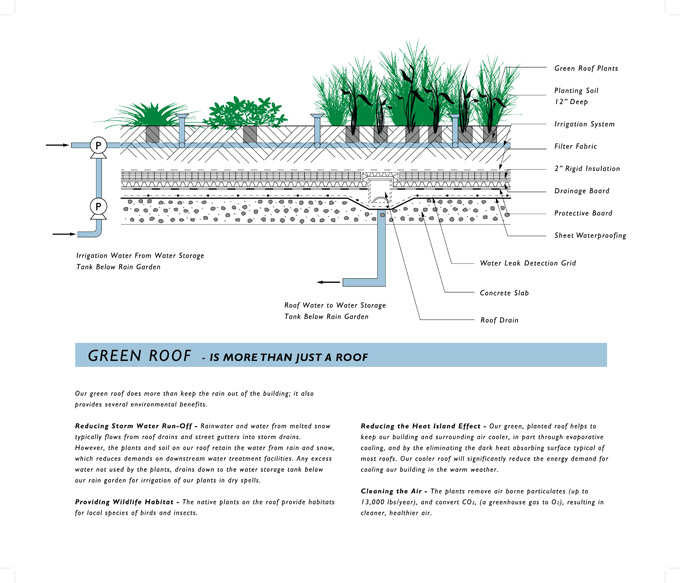 Green Roof Plants
Planting Soil
12" Deep
Irrigation System
Filter Fabric
2" Rigid Insulation
Drainage Board
Protective Board
Sheet Waterproofing
Water Leak Detection Grid
Concrete Slab
Roof Drain
P
P
Irrigation Water From Water Storage
Tank Below Rain Garden
Roof Water to Water Storage
Tank Below Rain Garden
GREEN ROOF - IS MORE THAN JUST A ROOF
Our green roof does more than keep the rain out of the building; it also
provides several environmental benefits.
Reducing Storm Water Run-Off - Rainwater and water from melted snow
typically flows from roof drains and street gutters into storm drains.
However, the plants and soil on our roof retain the water from rain and snow,
which reduces demands on downstream water treatment facilities. Any excess
water not used by the plants, drains down to the water storage tank below
our rain garden for irrigation of our plants in dry spells.
Providing Wildlife Habitat - The native plants on the roof provide habitats
for local species of birds and insects.
Reducing the Heat Island Effect - Our green, planted roof helps to
keep our building and surrounding air cooler, in part through evaporative
cooling, and by the eliminating the dark heat absorbing surface typical of
most roofs. Our cooler roof will significantly reduce the energy demand for
cooling our building in the warm weather.
Cleaning the Air - The plants remove air borne particulates (up to
13,000 lbs/year), and convert CO₂, (a greenhouse gas to O₂), resulting in
cleaner, healthier air.